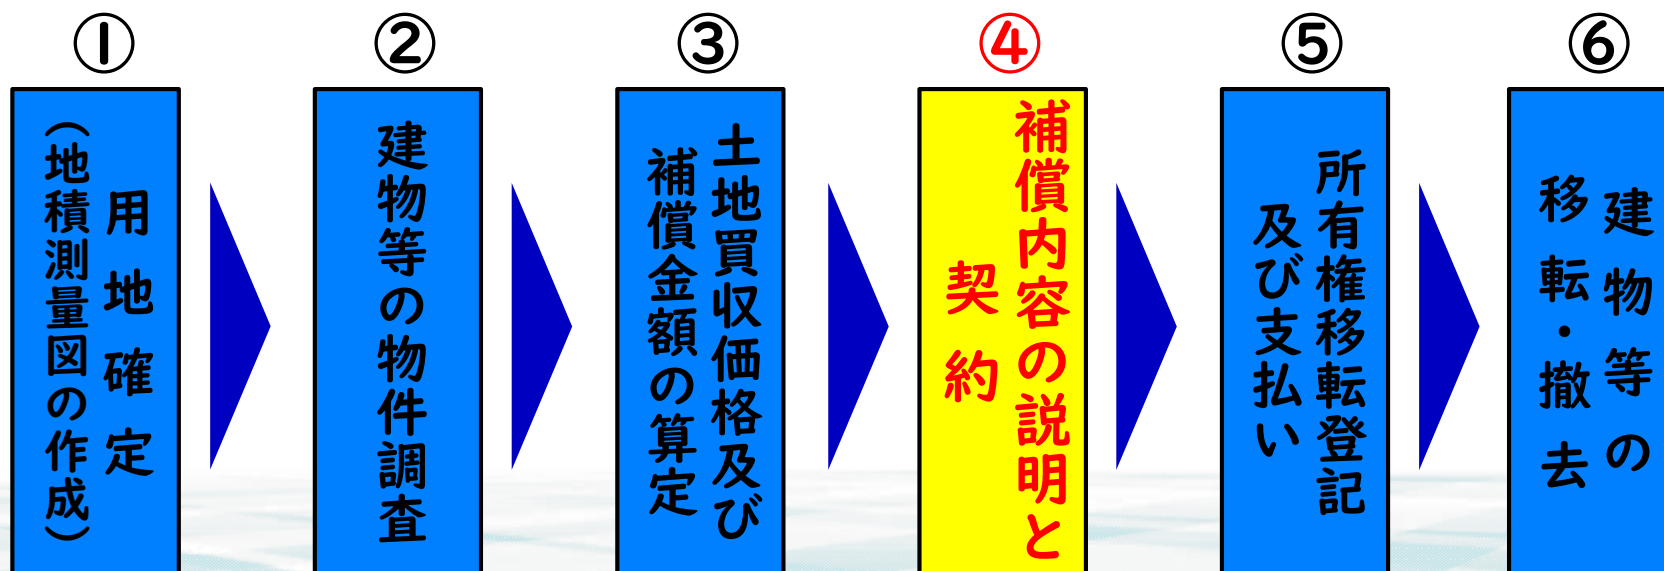 ①
用地確定
（地積測量図の作成）
②
建物等の物件調査
③
土地買収価格及び
補償金額の算定
④
補償内容の説明と
契約
⑤
所有権移転登記
及び支払い
⑥
建物等の
移転・撤去